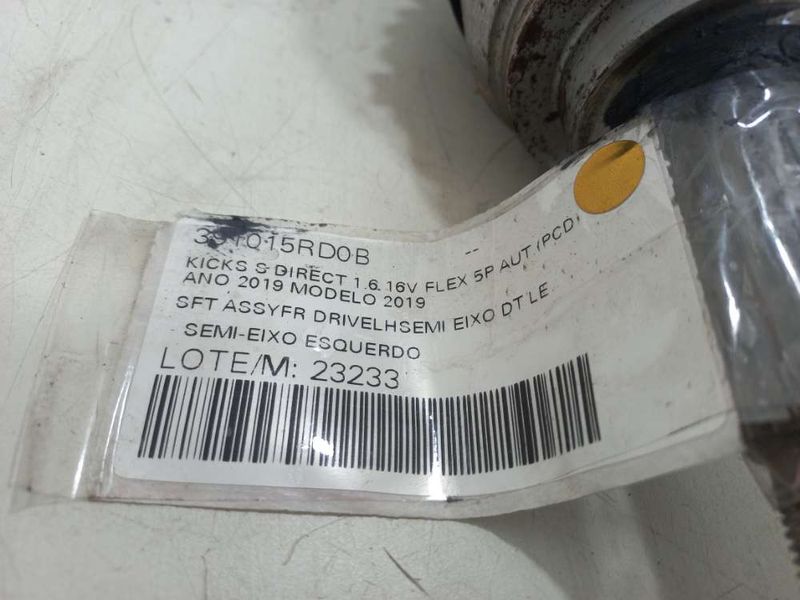 391015RD0B --
KICKS S DIRECT 1.6 16V FLEX 5P AUT.(PCD)
ANO 2019 MODELO 2019
SFT ASSYFR DRIVELHSEMI EIXO DT LE
SEMI-EIXO ESQUERDO
LOTE/M: 23233